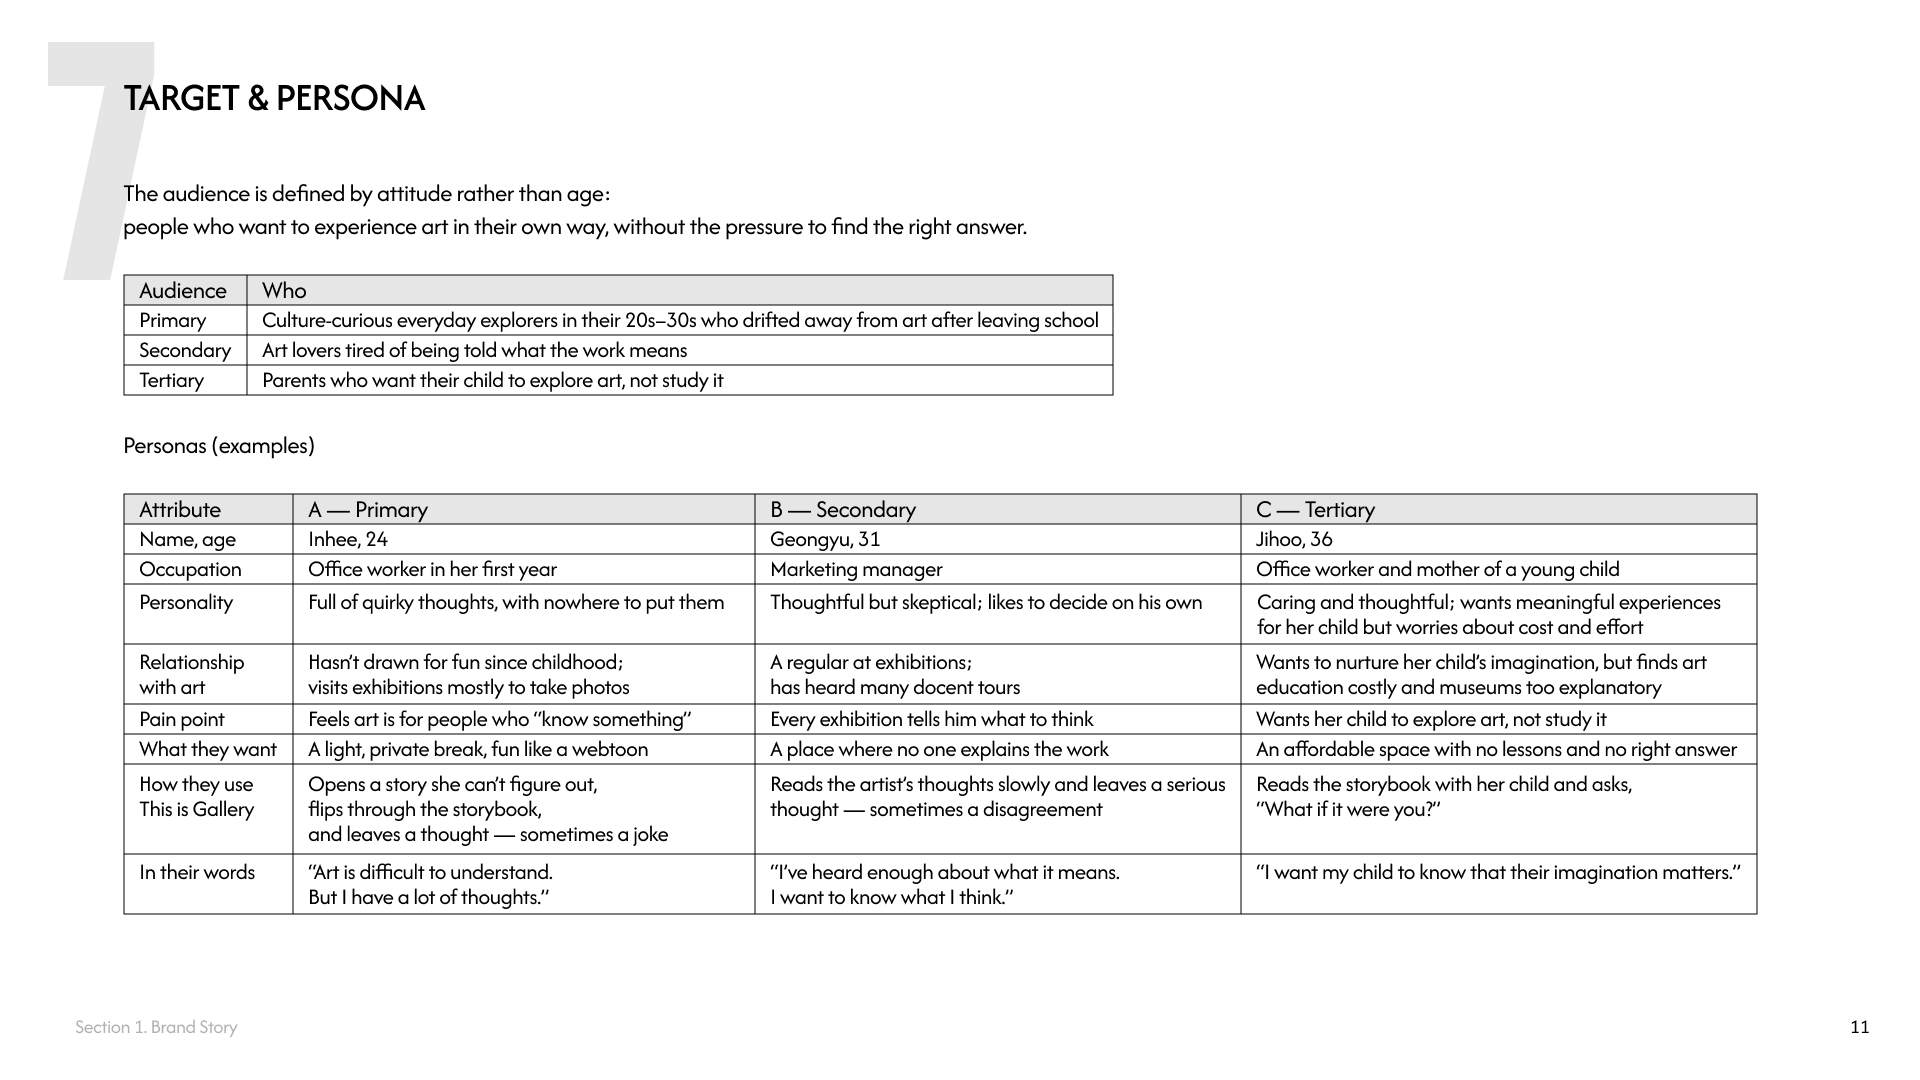 7
TARGET & PERSONA
The audience is defined by attitude rather than age:
people who want to experience art in their own way, without the pressure to find the right answer.
Audience Who
Primary Culture-curious everyday explorers in their 20s–30s who drifted away from art after leaving school
Secondary Art lovers tired of being told what the work means
Tertiary Parents who want their child to explore art, not study it
Personas (examples)
Attribute A — Primary B — Secondary C — Tertiary
Name, age Inhee, 24 Geongyu, 31 Jihoo, 36
Occupation Office worker in her first year Marketing manager Office worker and mother of a young child
Personality Full of quirky thoughts, with nowhere to put them Thoughtful but skeptical; likes to decide on his own Caring and thoughtful; wants meaningful experiences
for her child but worries about cost and effort
Relationship Hasn’t drawn for fun since childhood; A regular at exhibitions; Wants to nurture her child’s imagination, but finds art
with art visits exhibitions mostly to take photos has heard many docent tours education costly and museums too explanatory
Pain point Feels art is for people who “know something” Every exhibition tells him what to think Wants her child to explore art, not study it
What they want A light, private break, fun like a webtoon A place where no one explains the work An affordable space with no lessons and no right answer
How they use Opens a story she can’t figure out, Reads the artist’s thoughts slowly and leaves a serious Reads the storybook with her child and asks,
This is Gallery flips through the storybook, thought — sometimes a disagreement “What if it were you?”
and leaves a thought — sometimes a joke
In their words “Art is difficult to understand. “I’ve heard enough about what it means. “I want my child to know that their imagination matters.”
But I have a lot of thoughts.” I want to know what I think.”
Section 1. Brand Story 11